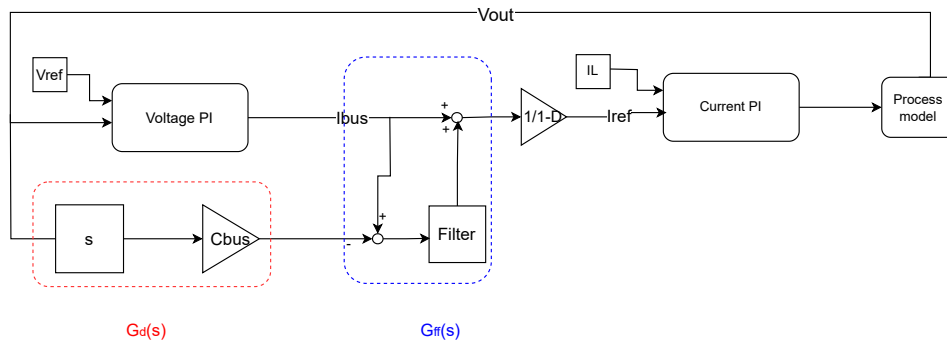 Vout
Vref
Voltage PI
Ibus
+
+
1/1-D
Iref
IL
Current PI
Process
model
s
Cbus
+
-
Filter
Gd(s)
Gff(s)